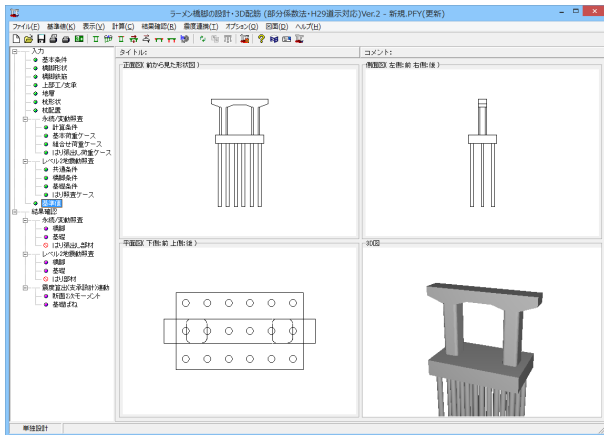 ラーメン橋脚の設計・3D配筋 (部分係数法・H29道示対応)Ver.2 - 新規.PFY(更新)
ファイル(F) 基準値(K) 表示(V) 計算(C) 結果確認(R) 震度連携(T) オプション(O) 図面(D) ヘルプ(H)
入力
基本条件
橋脚形状
橋脚鉄筋
上部工/支承
地層
杭形状
杭配置
永続/変動照査
計算条件
基本荷重ケース
組合せ荷重ケース
はり張出し荷重ケース
レベル2地震動照査
共通条件
橋脚条件
基礎条件
はり照査ケース
基準値
結果確認
永続/変動照査
橋脚
基礎
はり張出し部材
レベル2地震動照査
橋脚
基礎
はり部材
震度算出(支承設計)連動
断面2次モーメント
基礎ばね
タイトル:
コメント:
正面図( 前から見た形状図 )
側面図( 左側:前 右側:後 )
平面図( 下側:前 上側:後 )
3D図
単独設計